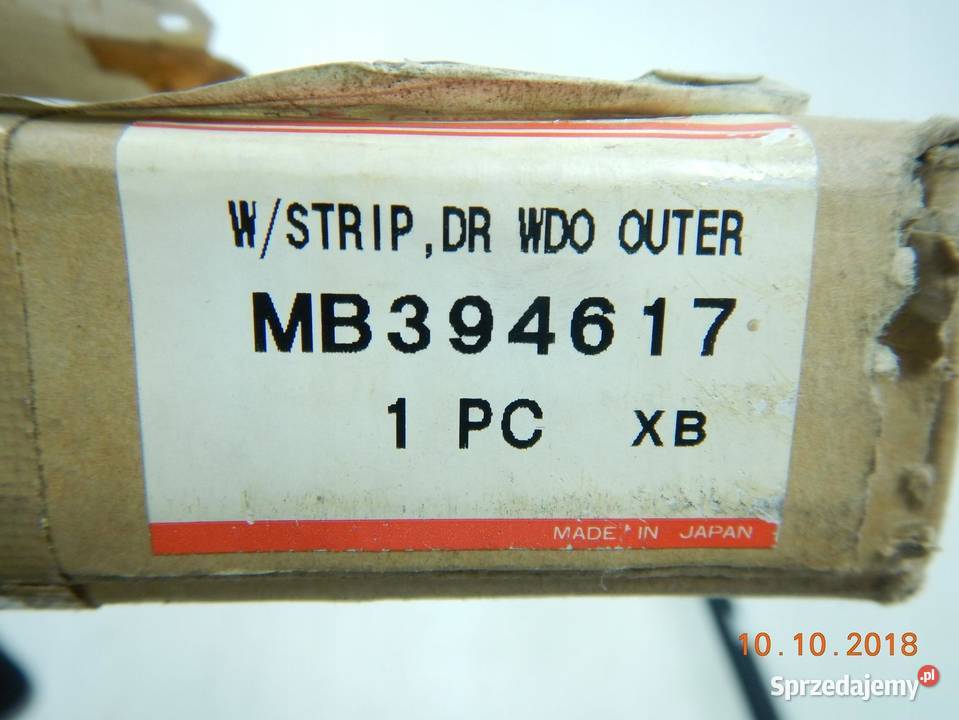 W/STRIP,DR WDO OUTER
MB394617
1 PC XB
MADE IN JAPAN
10.10.2018
Sprzedajemy.pl